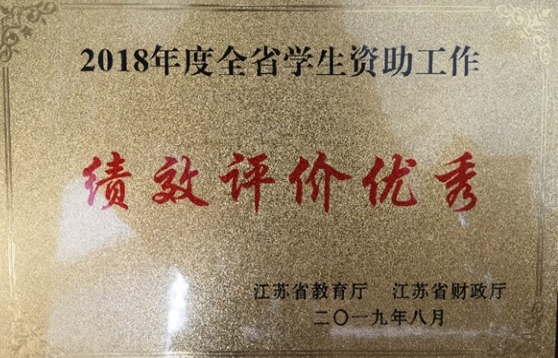 2018年度全省学生资助工作
绩效评价优秀
江苏省教育厅 江苏省财政厅
二〇一九年八月